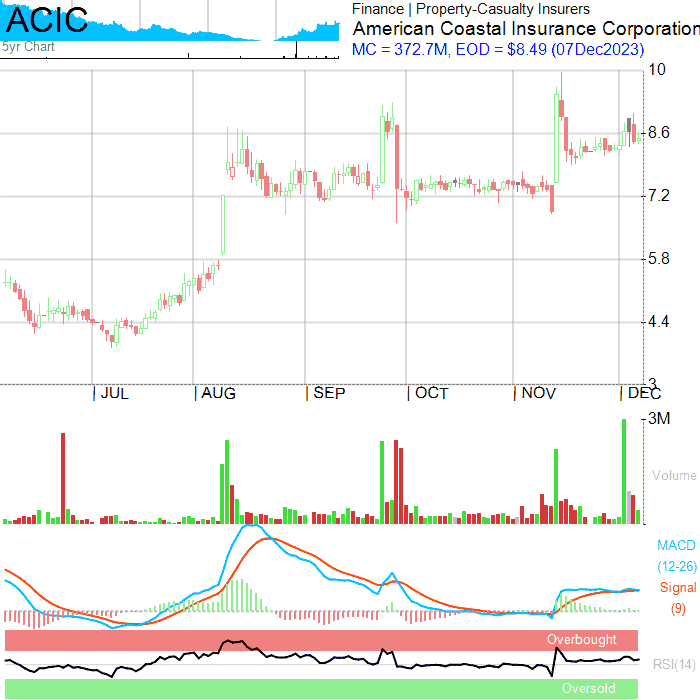 ACIC
5yr Chart
Finance | Property-Casualty Insurers
American Coastal Insurance Corporation
MC = 372.7M, EOD = $8.49 (07Dec2023)
10
8.6
7.2
5.8
4.4
3
JUL AUG SEP OCT NOV DEC
3M
Volume
MACD
(12-26)
Signal
(9)
Overbought
RSI(14)
Oversold